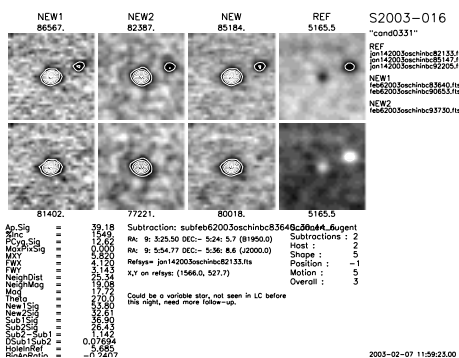 NEW1 NEW2 NEW REF
86567. 82387. 85184. 5165.5
S2003-016
"cand0331"
REF
jan142003oschinbc82133.f
jan142003oschinbc85147.f
jan142003oschinbc92205.f
NEW1
feb62003oschinbc83640.fts
feb62003oschinbc90653.fts
NEW2
feb62003oschinbc93730.fts
81402. 77221. 80018. 5165.5
Ap.Sig = 39.18
%Inc = 1549.
PCyg.Sig = 12.62
MaxPixSig = 0.000
MXY = 5.820
FWX = 4.120
FWY = 3.143
NeighDist = 25.34
NeighMag = 19.08
Mag = 17.72
Theta = 270.0
New1Sig = 53.80
New2Sig = 32.61
Sub1Sig = 36.90
Sub2Sig = 26.43
Sub2-Sub1 = 1.142
DSub1Sub2 = 0.07694
HoleInRef = 5.685
BigApRatio = -0.2407
Subtraction: subfeb62003oschinbc83640
RA: 9: 3:25.50 DEC:- 5:24: 5.7 (B1950.0)
RA: 9: 5:54.77 DEC:- 5:36: 8.6 (J2000.0)
Refsys= jan142003oschinbc82133.fts
X,Y on refsys: (1566.0, 527.7)
Could be a variable star, not seen in LC before
this night, need more follow-up.
Subtractions : 2
Host : 2
Shape : 5
Position : -1
Motion : 5
Overall : 3
2003-02-07 11:59:23.00